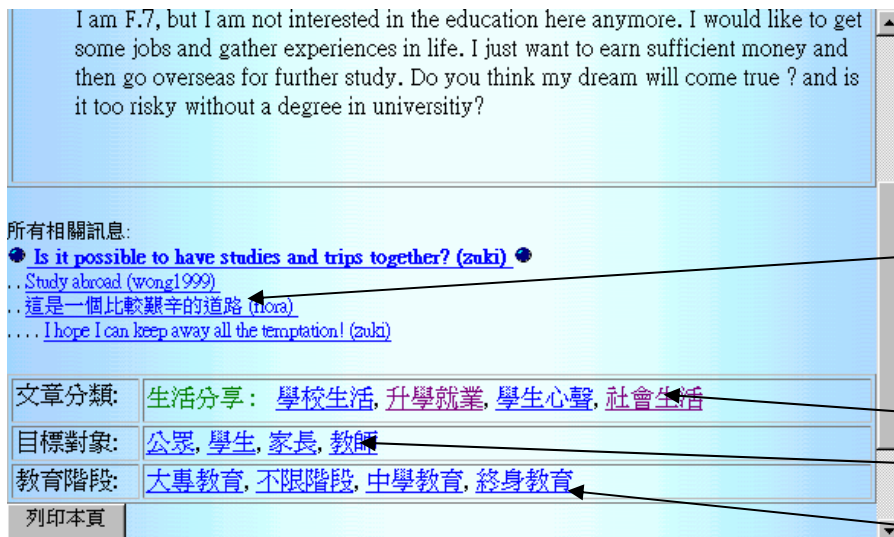 I am F.7, but I am not interested in the education here anymore. I would like to get
some jobs and gather experiences in life. I just want to earn sufficient money and
then go overseas for further study. Do you think my dream will come true ? and is
it too risky without a degree in universitiy?
所有相關訊息:
Is it possible to have studies and trips together? (zuki)
. . Study abroad (wong1999)
. . 這是一個比較艱辛的道路 (flora)
. . . . I hope I can keep away all the temptation! (zuki)
文章分類: 生活分享： 學校生活, 升學就業, 學生心聲, 社會生活
目標對象: 公眾, 學生, 家長, 教師
教育階段: 大專教育, 不限階段, 中學教育, 終身教育
列印本頁